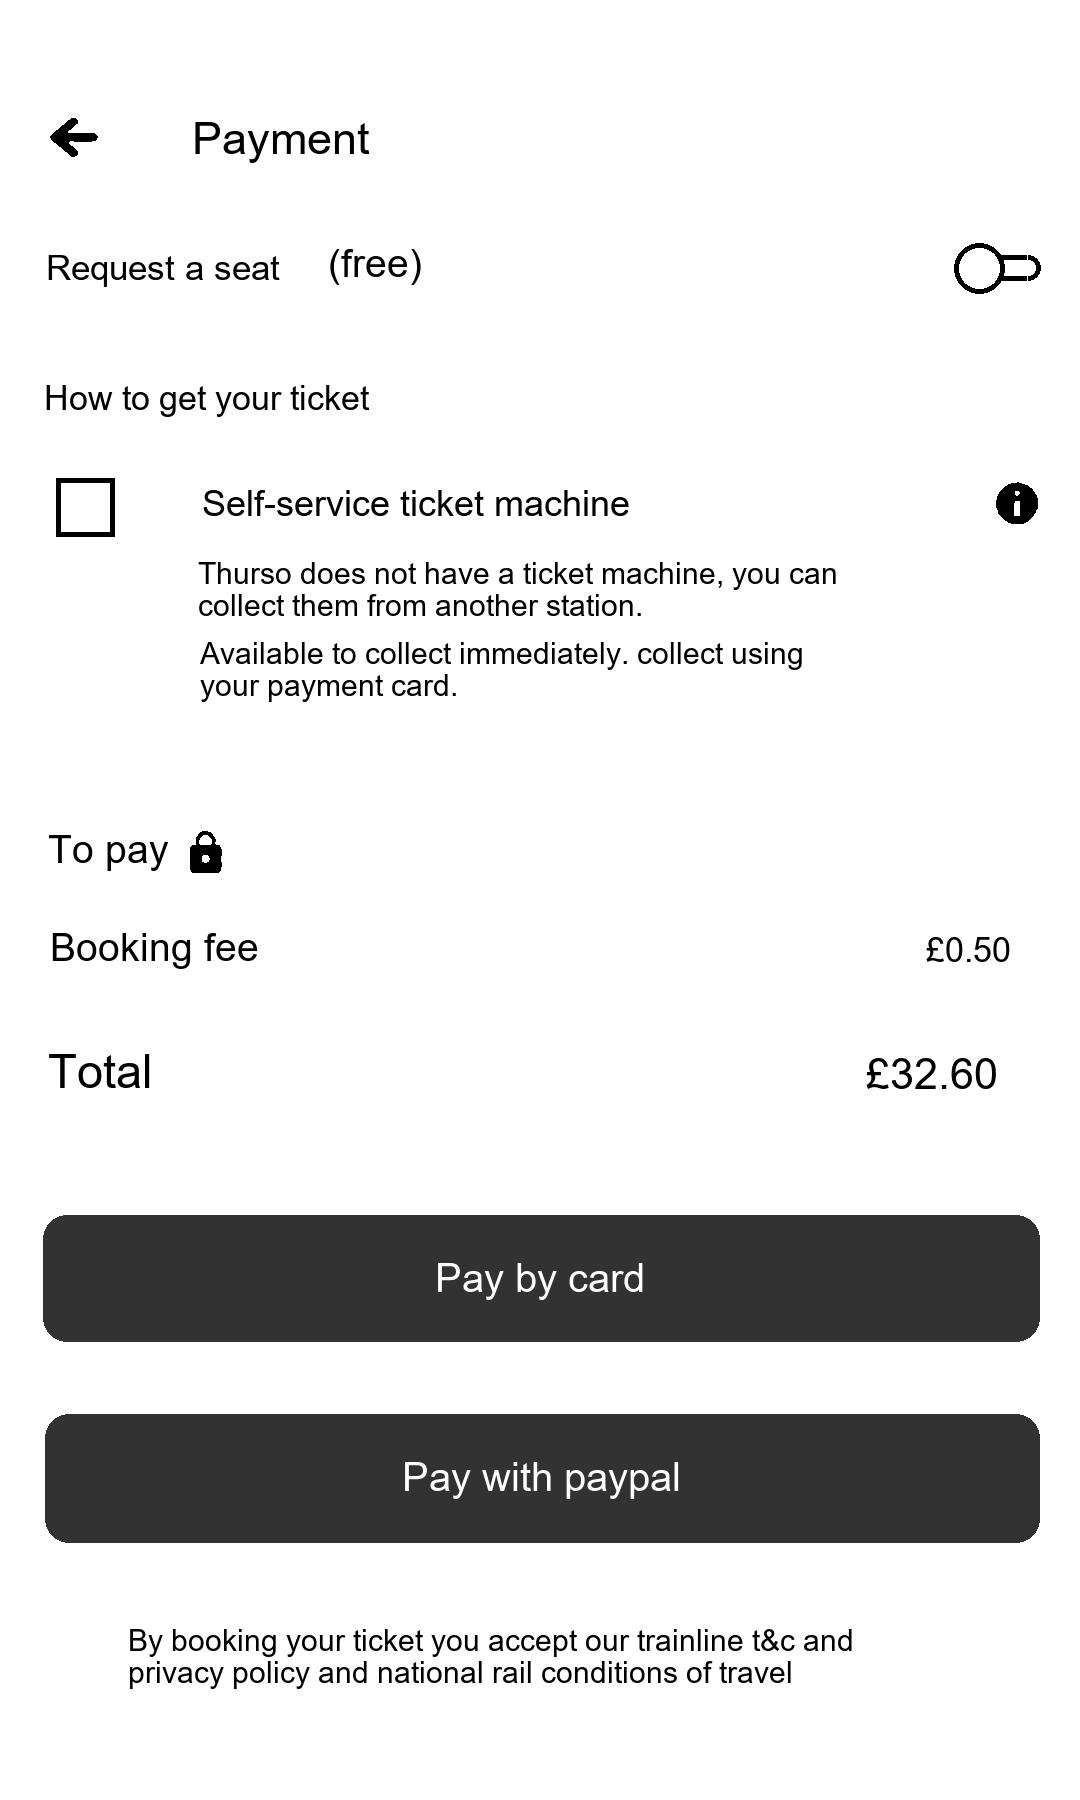 Payment
Request a seat (free)
How to get your ticket
Self-service ticket machine
Thurso does not have a ticket machine, you can
collect them from another station.
Available to collect immediately. collect using
your payment card.
To pay
Booking fee £0.50
Total £32.60
Pay by card
Pay with paypal
By booking your ticket you accept our trainline t&c and
privacy policy and national rail conditions of travel